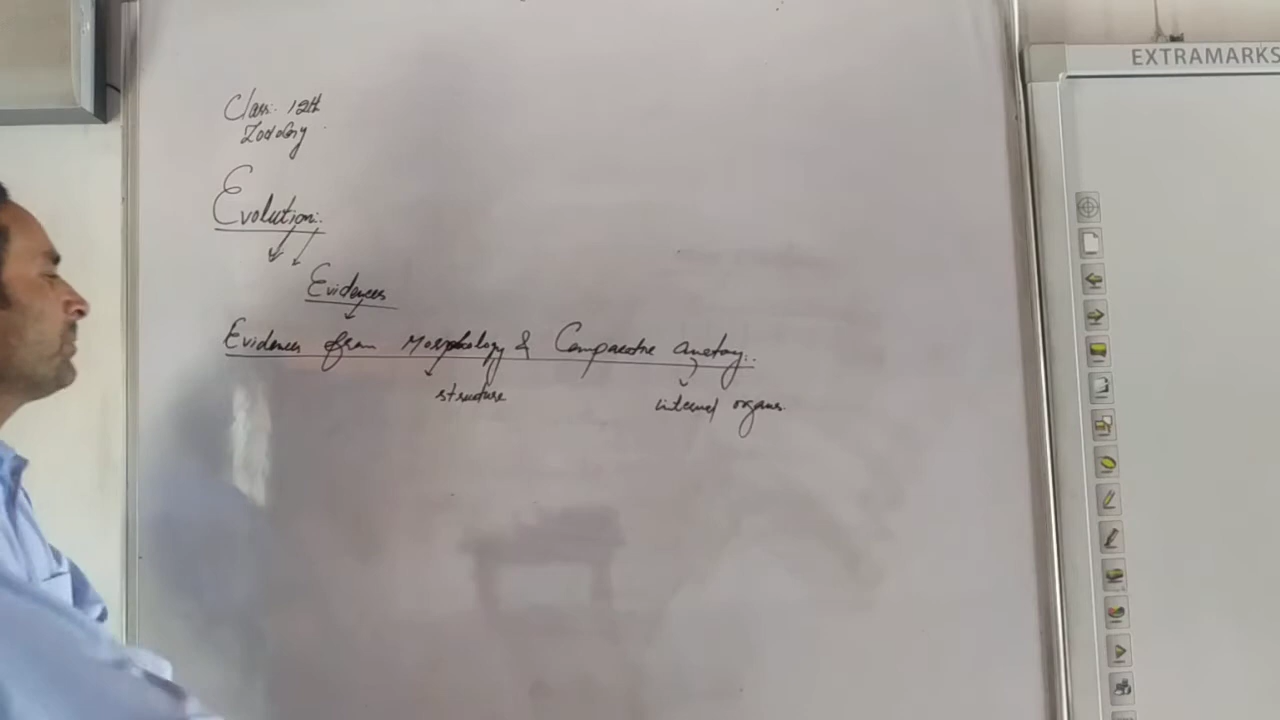 Class: 12th
Zoology
Evolution:
Evidences
Evidences from Morphology & Comparative anatomy:
structure
internal organs.
EXTRAMARKS